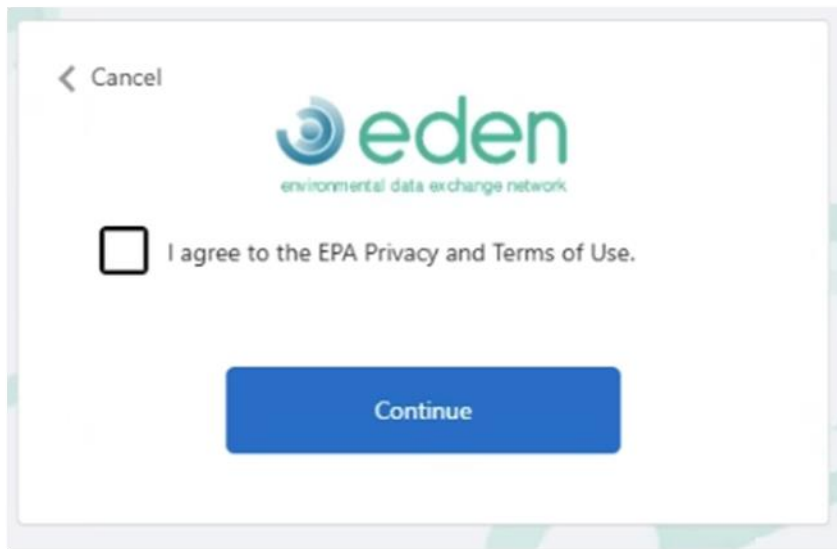 Cancel
eden
environmental data exchange network
I agree to the EPA Privacy and Terms of Use.
Continue